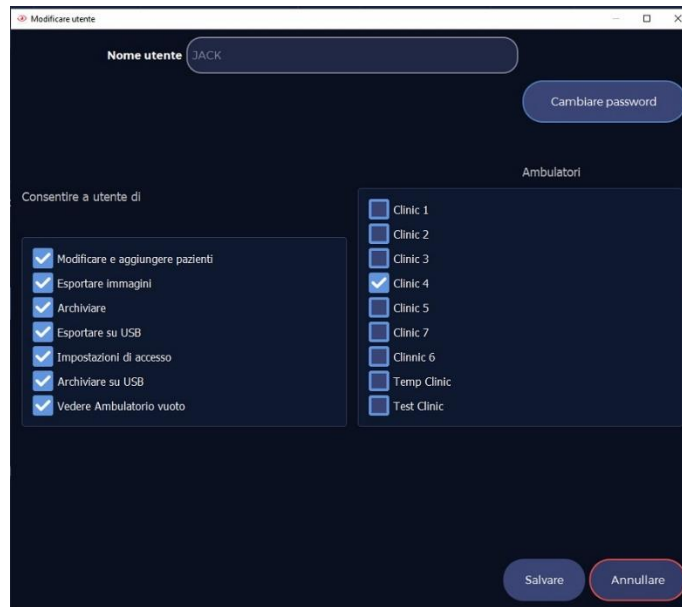 Modificare utente
Nome utente JACK
Cambiare password
Ambulatori
Consentire a utente di
Modificare e aggiungere pazienti
Esportare immagini
Archiviare
Esportare su USB
Impostazioni di accesso
Archiviare su USB
Vedere Ambulatorio vuoto
Clinic 1
Clinic 2
Clinic 3
Clinic 4
Clinic 5
Clinic 7
Clinnic 6
Temp Clinic
Test Clinic
Salvare
Annullare